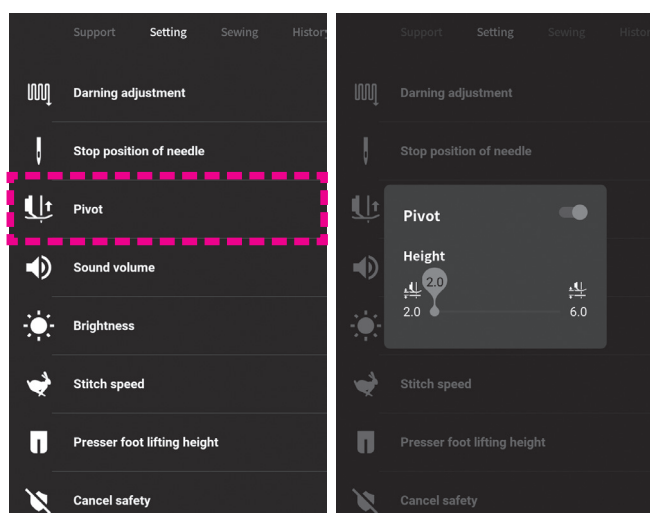 Support Setting Sewing History
Darning adjustment
Stop position of needle
Pivot
Sound volume
Brightness
Stitch speed
Presser foot lifting height
Cancel safety
Support Setting Sewing Histor
Darning adjustment
Stop position of needle
Pivot
Height
2.0
2.0 6.0
Stitch speed
Presser foot lifting height
Cancel safety